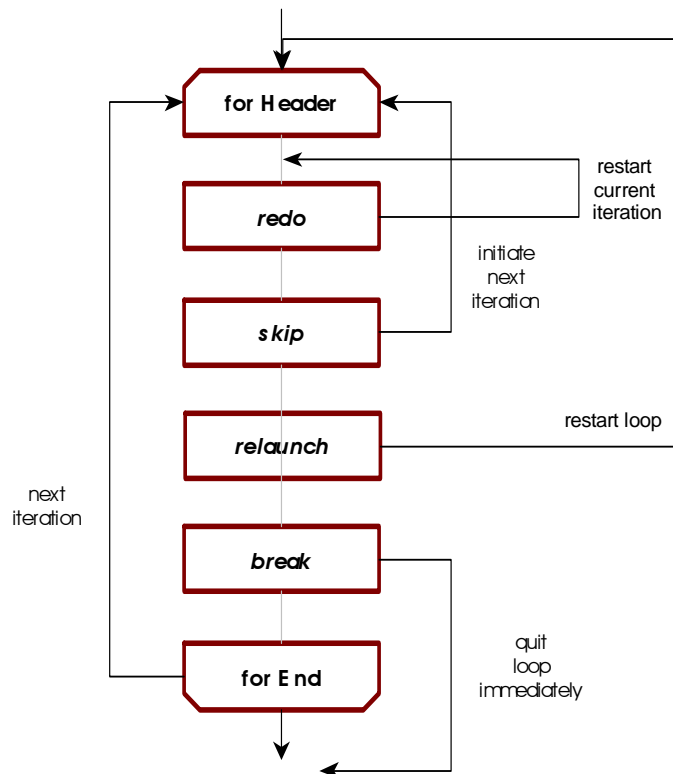 for Header
restart
current
iteration
redo
initiate
next
iteration
skip
restart loop
relaunch
next
iteration
break
quit
loop
immediately
for End